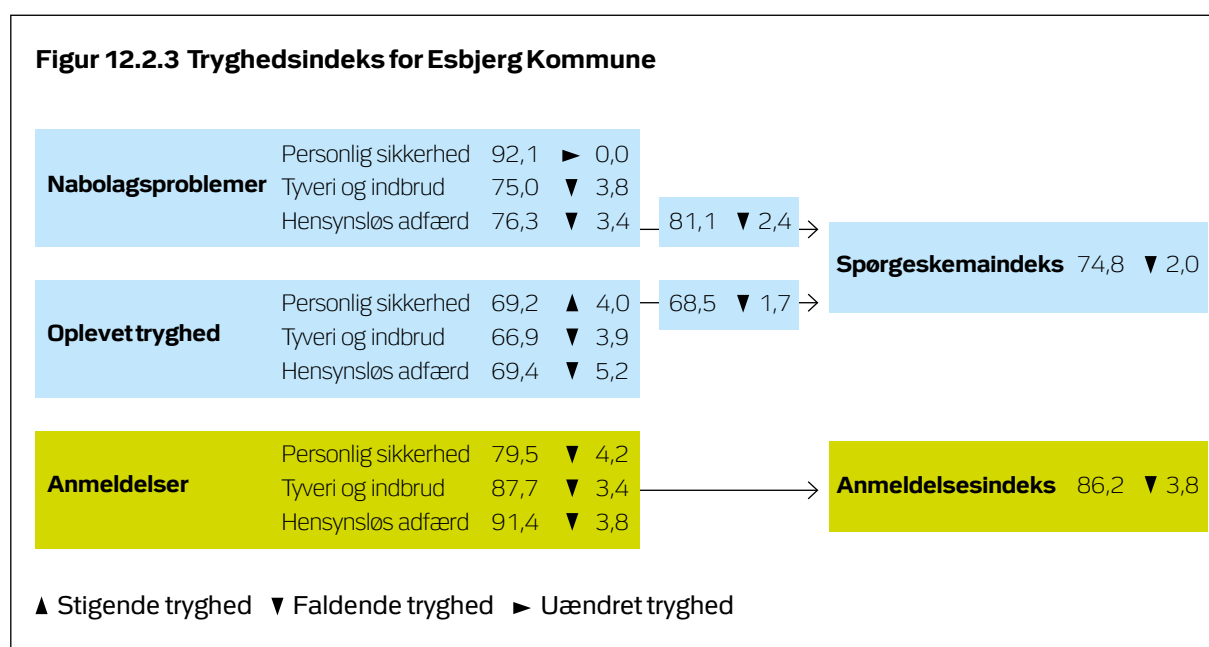 Figur 12.2.3 Tryghedsindeks for Esbjerg Kommune
Nabolagsproblemer
Personlig sikkerhed 92,1 ► 0,0
Tyveri og indbrud 75,0 ▼ 3,8
Hensynsløs adfærd 76,3 ▼ 3,4
81,1 ▼ 2,4
Oplevet tryghed
Personlig sikkerhed 69,2 ▲ 4,0
Tyveri og indbrud 66,9 ▼ 3,9
Hensynsløs adfærd 69,4 ▼ 5,2
68,5 ▼ 1,7
Spørgeskemaindeks 74,8 ▼ 2,0
Anmeldelser
Personlig sikkerhed 79,5 ▼ 4,2
Tyveri og indbrud 87,7 ▼ 3,4
Hensynsløs adfærd 91,4 ▼ 3,8
Anmeldelsesindeks 86,2 ▼ 3,8
▲ Stigende tryghed ▼ Faldende tryghed ► Uændret tryghed